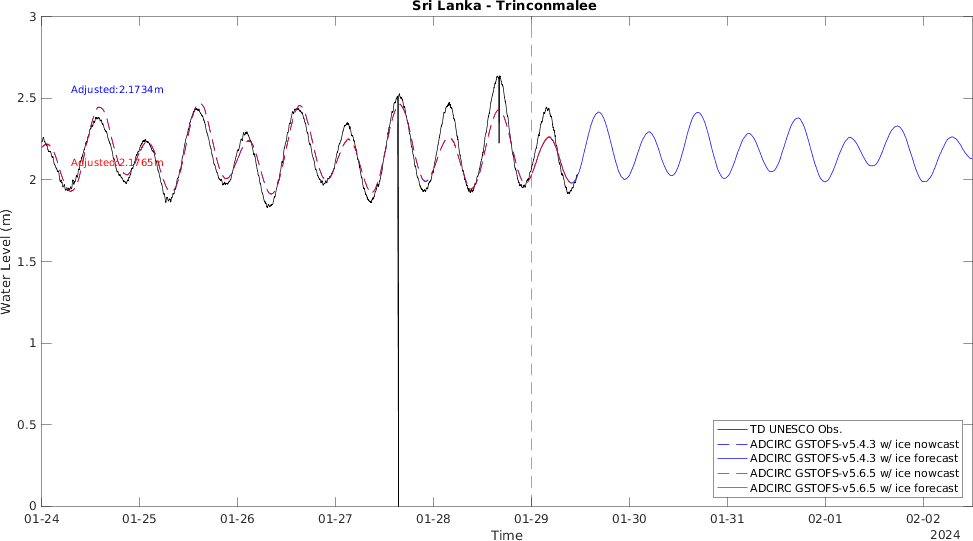 Sri Lanka - Trinconmalee
3
2.5
2
1.5
1
0.5
0
Water Level (m)
Adjusted:2.1734m
Adjusted:2.1765m
TD UNESCO Obs.
ADCIRC GSTOFS-v5.4.3 w/ ice nowcast
ADCIRC GSTOFS-v5.4.3 w/ ice forecast
ADCIRC GSTOFS-v5.6.5 w/ ice nowcast
ADCIRC GSTOFS-v5.6.5 w/ ice forecast
01-24 01-25 01-26 01-27 01-28 01-29 01-30 01-31 02-01 02-02
Time
2024